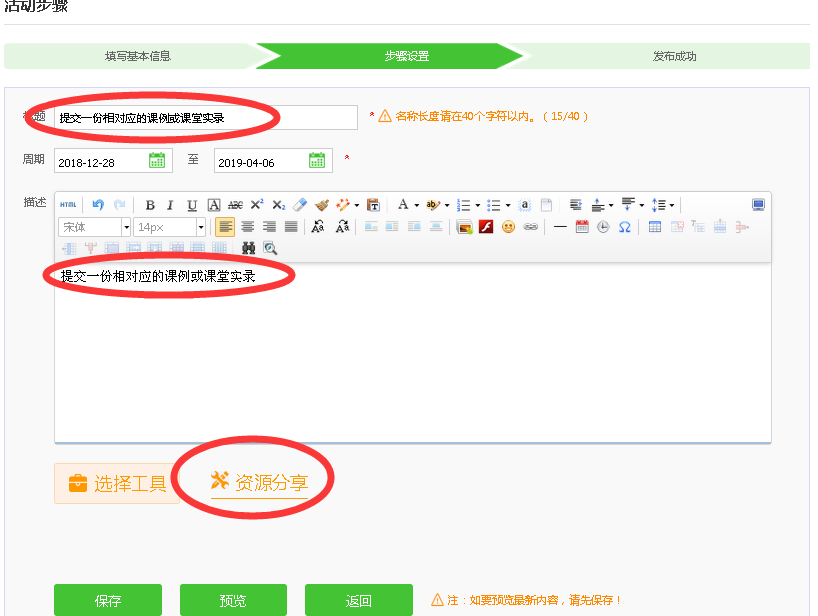 活动步骤
填写基本信息 步骤设置 发布成功
标题 提交一份相对应的课例或课堂实录 * 名称长度请在40个字符以内。（15/40）
周期 2018-12-28 至 2019-04-06 *
描述 HTML B I U A ABC X² X₂ T A ab a
宋体 14px A A Ω
提交一份相对应的课例或课堂实录
选择工具 资源分享
保存 预览 返回 注：如要预览最新内容，请先保存！